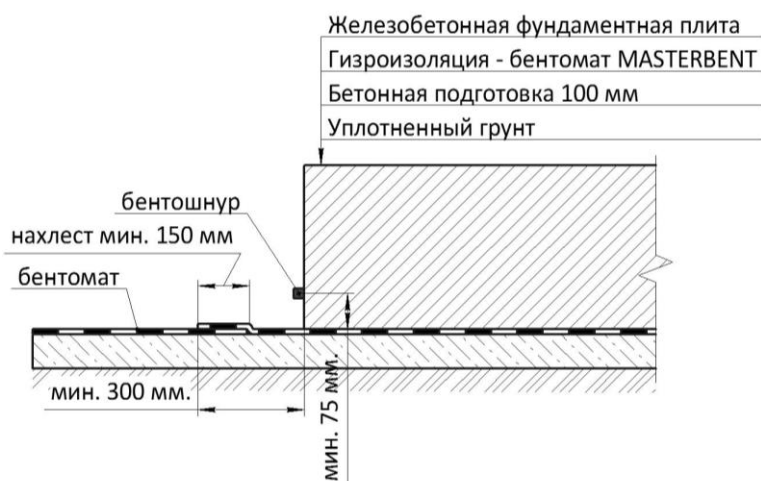 Железобетонная фундаментная плита
Гизроизоляция - бентомат MASTERBENT
Бетонная подготовка 100 мм
Уплотненный грунт
бентошнур
нахлест мин. 150 мм
бентомат
мин. 300 мм.
мин. 75 мм.